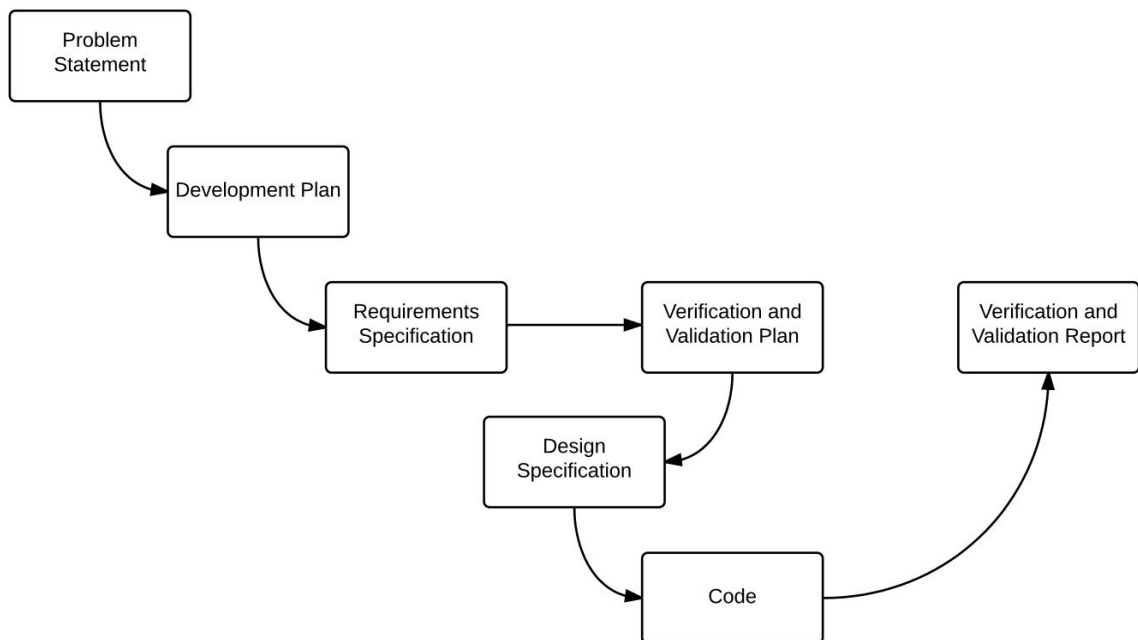 Problem
Statement
Development Plan
Requirements
Specification
Verification and
Validation Plan
Verification and
Validation Report
Design
Specification
Code